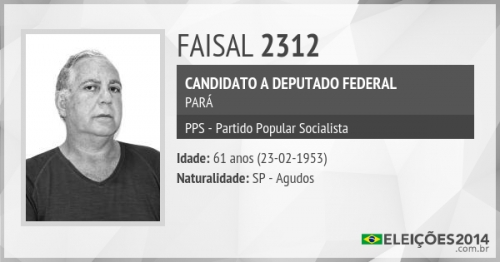 FAISAL 2312
CANDIDATO A DEPUTADO FEDERAL
PARÁ
PPS - Partido Popular Socialista
Idade: 61 anos (23-02-1953)
Naturalidade: SP - Agudos
ELEIÇÕES2014
.com.br